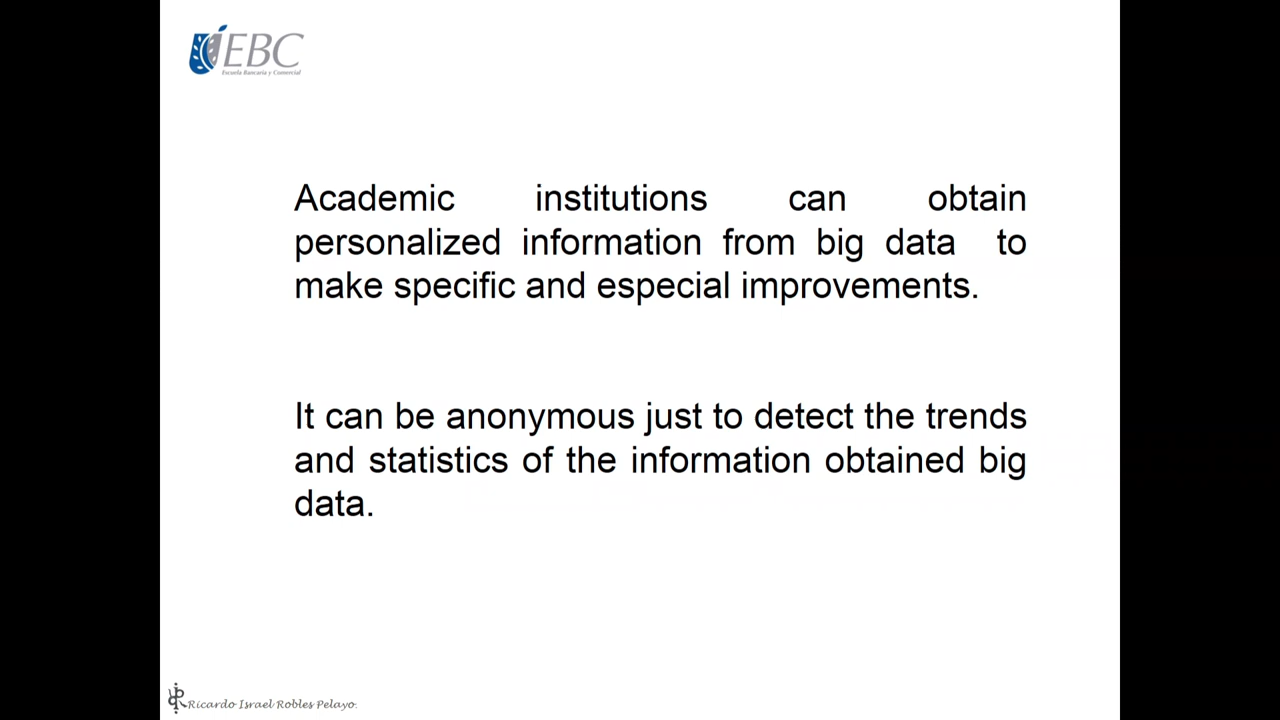 EBC
Escuela Bancaria y Comercial
Academic institutions can obtain
personalized information from big data to
make specific and especial improvements.
It can be anonymous just to detect the trends
and statistics of the information obtained big
data.
Ricardo Israel Robles Pelayo.